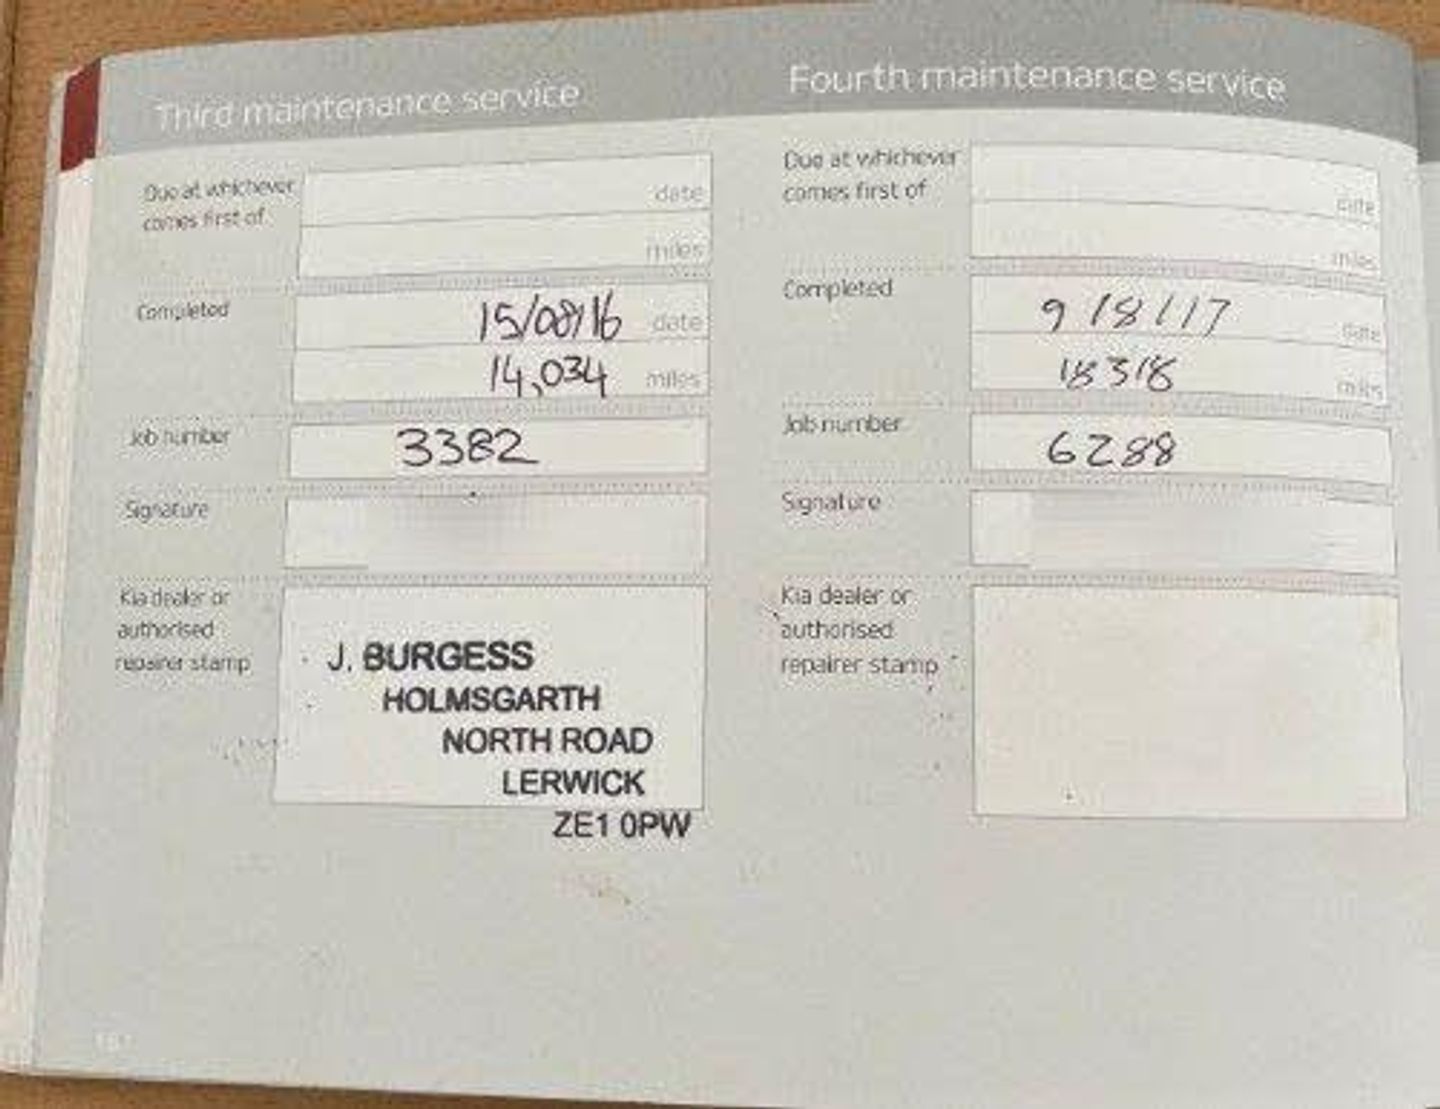 Third maintenance service
Due at whichever
comes first of
date
miles
Completed
15/08/16 date
14,034 miles
Job number
3382
Signature
Kia dealer or
authorised
repairer stamp
J. BURGESS
HOLMSGARTH
NORTH ROAD
LERWICK
ZE1 0PW
Fourth maintenance service
Due at whichever
comes first of
date
miles
Completed
9/8/17 date
18318 miles
Job number
6288
Signature
Kia dealer or
authorised
repairer stamp